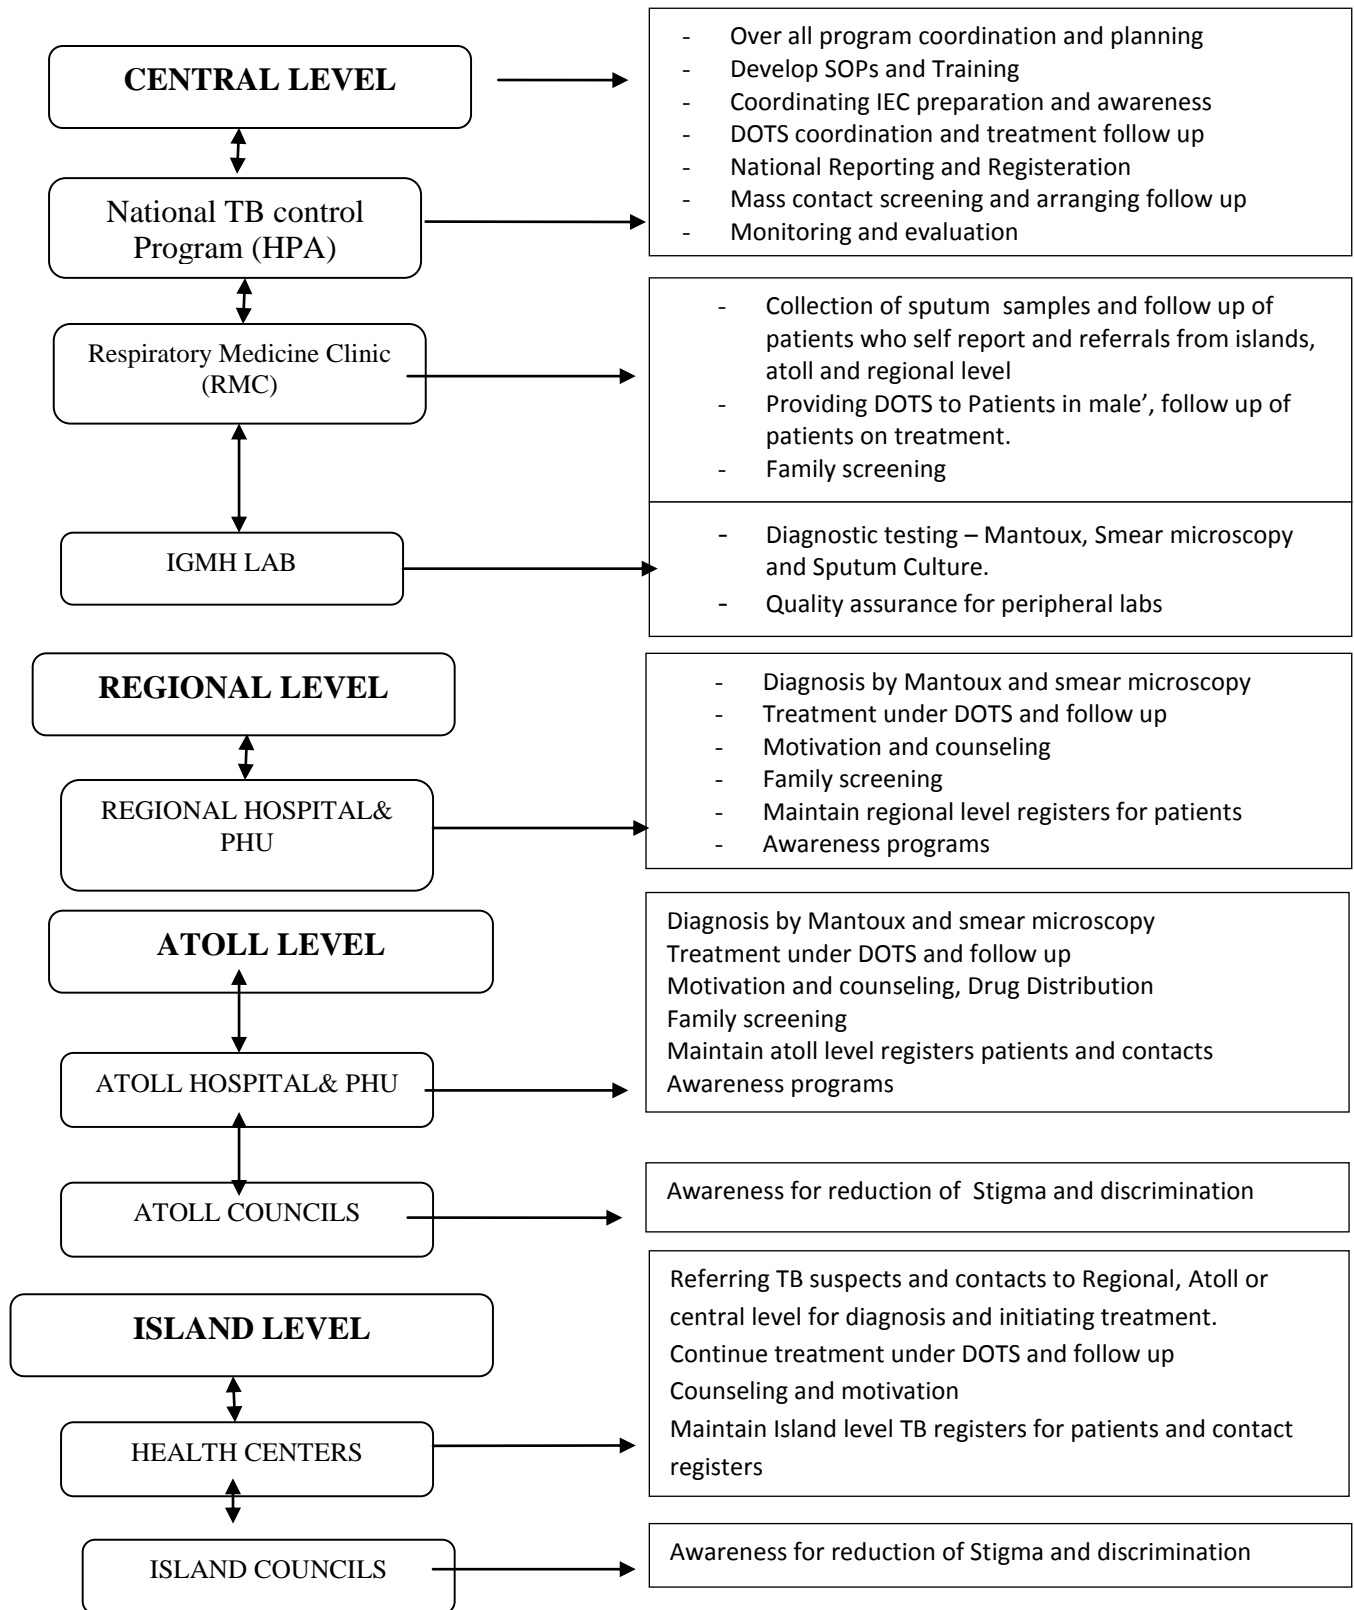 CENTRAL LEVEL
- Over all program coordination and planning
- Develop SOPs and Training
- Coordinating IEC preparation and awareness
- DOTS coordination and treatment follow up
- National Reporting and Registeration
- Mass contact screening and arranging follow up
- Monitoring and evaluation
National TB control
Program (HPA)
Respiratory Medicine Clinic
(RMC)
- Collection of sputum samples and follow up of
patients who self report and referrals from islands,
atoll and regional level
- Providing DOTS to Patients in male’, follow up of
patients on treatment.
- Family screening
IGMH LAB
- Diagnostic testing – Mantoux, Smear microscopy
and Sputum Culture.
- Quality assurance for peripheral labs
REGIONAL LEVEL
REGIONAL HOSPITAL&
PHU
- Diagnosis by Mantoux and smear microscopy
- Treatment under DOTS and follow up
- Motivation and counseling
- Family screening
- Maintain regional level registers for patients
- Awareness programs
ATOLL LEVEL
ATOLL HOSPITAL& PHU
Diagnosis by Mantoux and smear microscopy
Treatment under DOTS and follow up
Motivation and counseling, Drug Distribution
Family screening
Maintain atoll level registers patients and contacts
Awareness programs
ATOLL COUNCILS
Awareness for reduction of Stigma and discrimination
ISLAND LEVEL
HEALTH CENTERS
Referring TB suspects and contacts to Regional, Atoll or
central level for diagnosis and initiating treatment.
Continue treatment under DOTS and follow up
Counseling and motivation
Maintain Island level TB registers for patients and contact
registers
ISLAND COUNCILS
Awareness for reduction of Stigma and discrimination